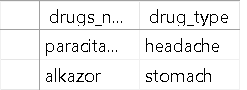 drugs_n... drug_type
paracita... headache
alkazor stomach